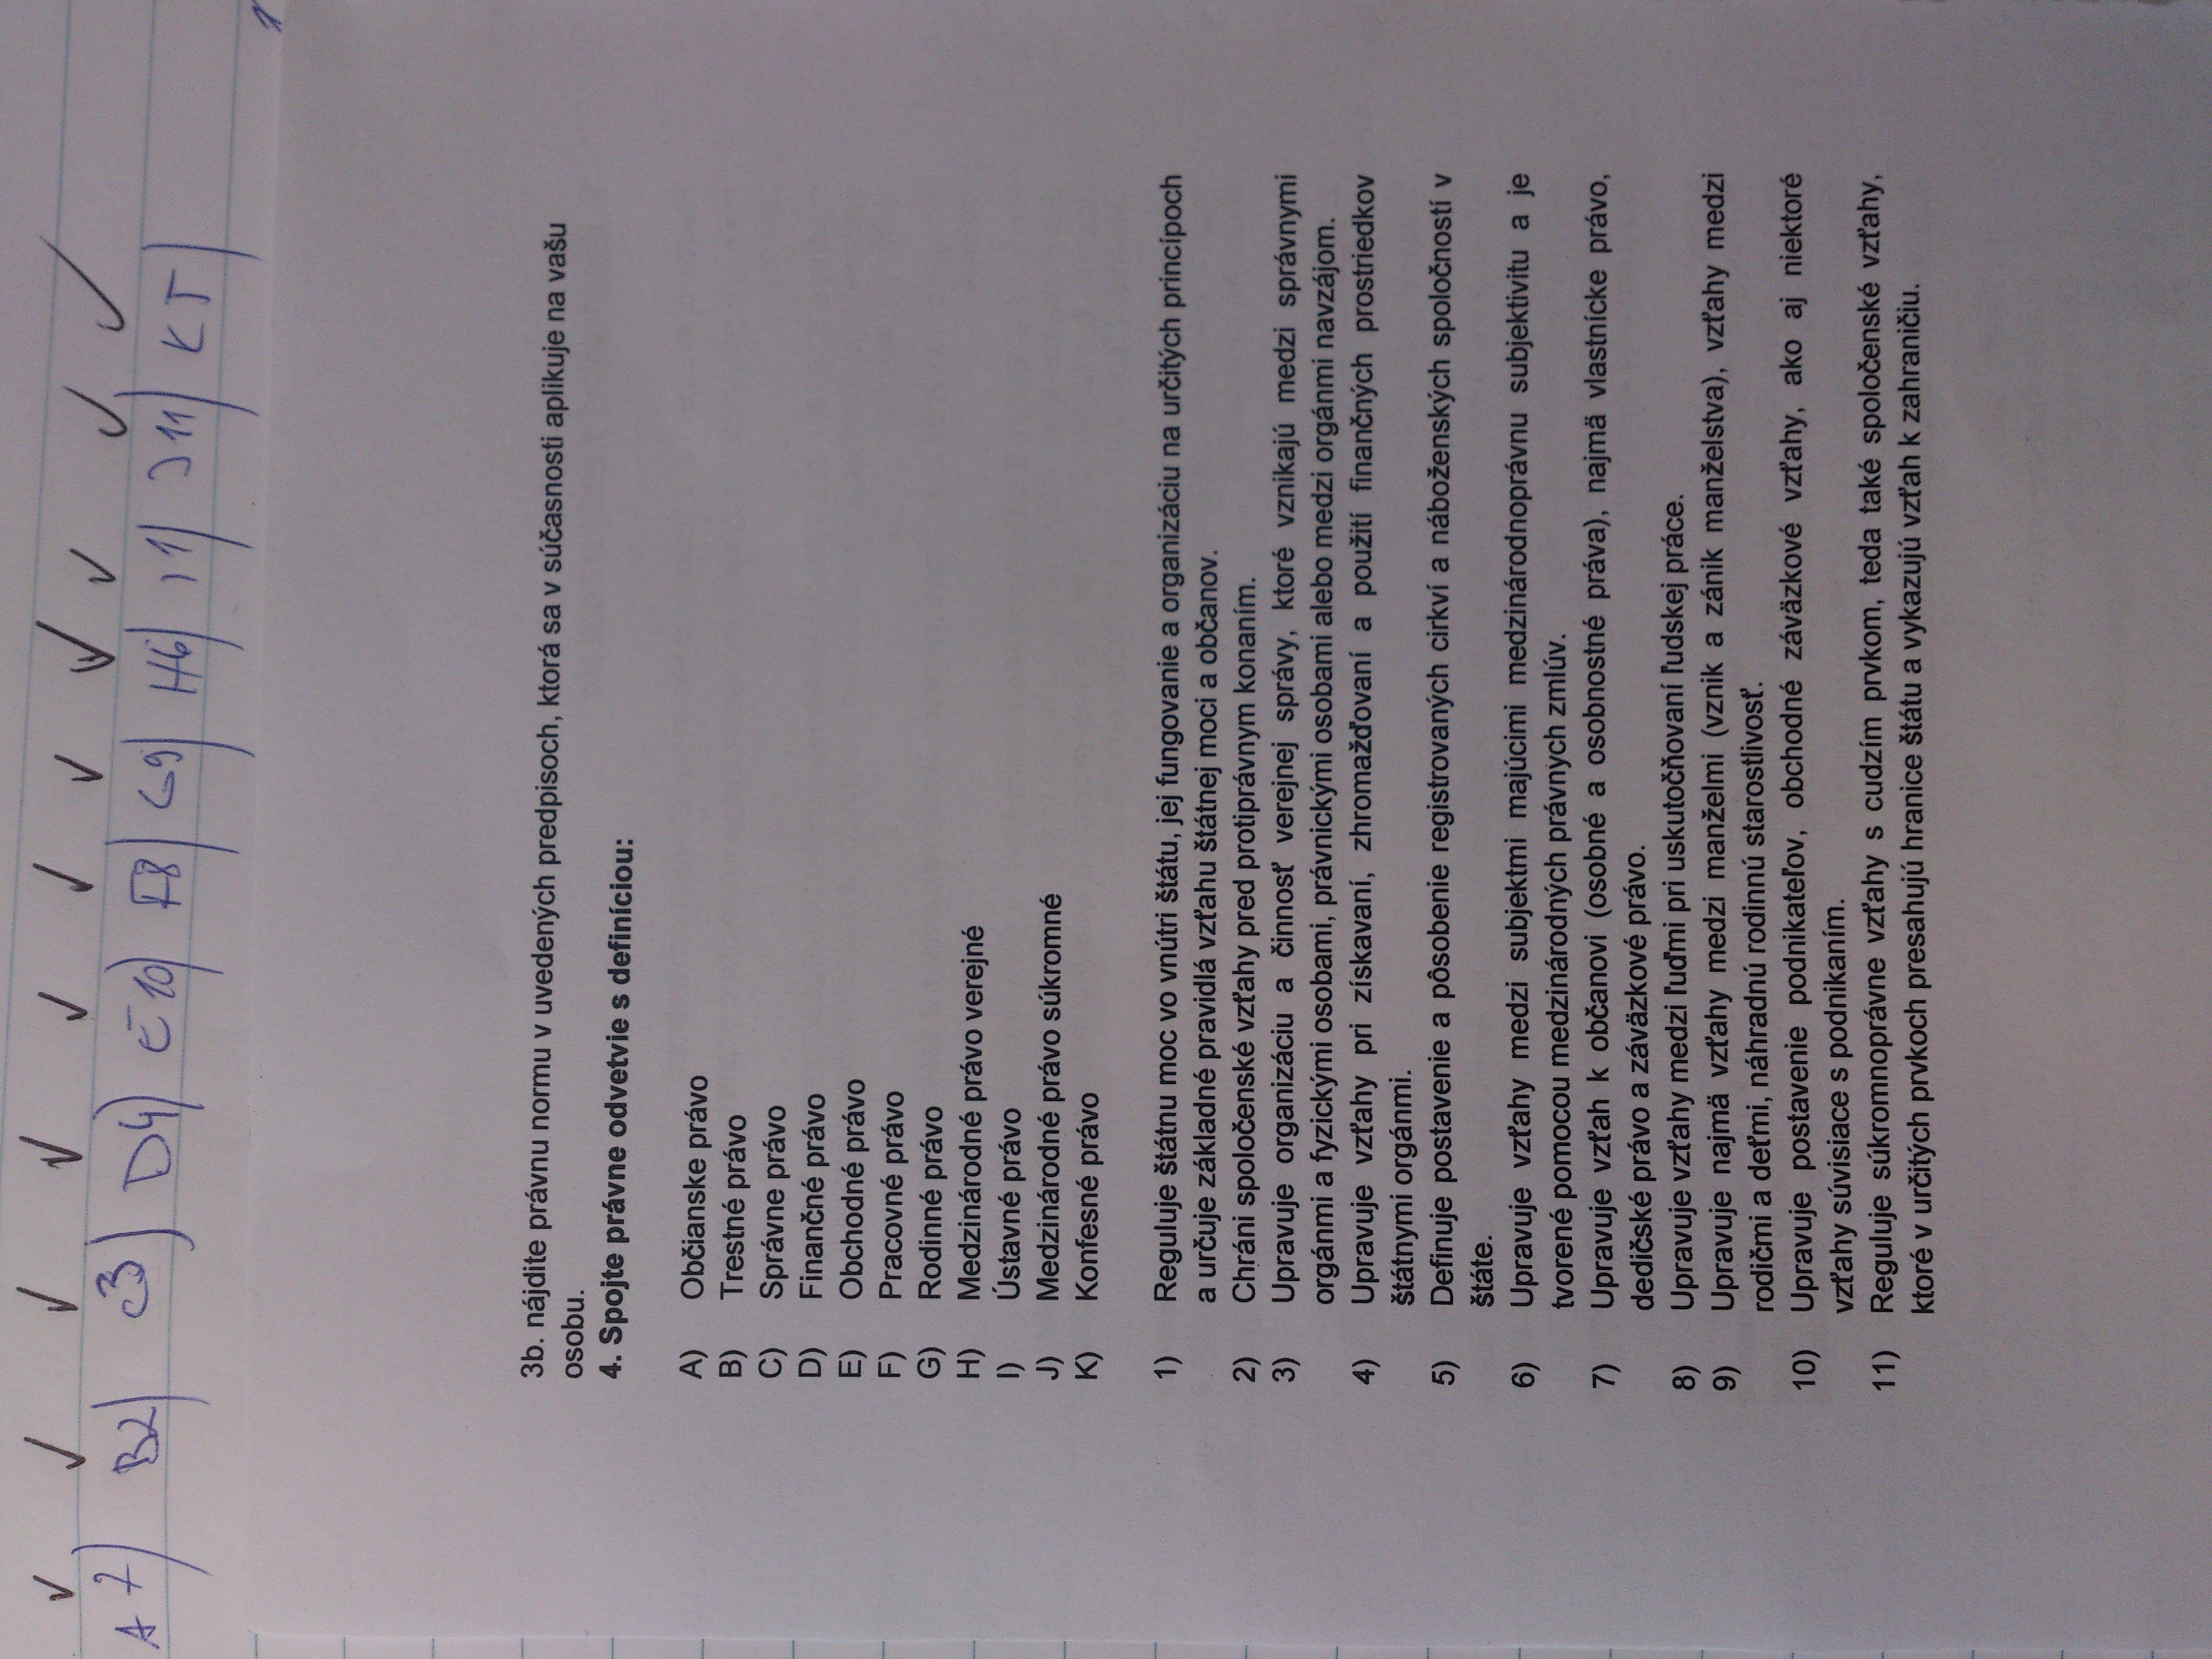 A7) B2) C3) D4) E10) F8) G9) H6) I1) J11) K5)
3b. nájdite právnu normu v uvedených predpisoch, ktorá sa v súčasnosti aplikuje na vašu
osobu.
4. Spojte právne odvetvie s definíciou:
A) Občianske právo
B) Trestné právo
C) Správne právo
D) Finančné právo
E) Obchodné právo
F) Pracovné právo
G) Rodinné právo
H) Medzinárodné právo verejné
I) Ústavné právo
J) Medzinárodné právo súkromné
K) Konfesné právo
1) Reguluje štátnu moc vo vnútri štátu, jej fungovanie a organizáciu na určitých princípoch
a určuje základné pravidlá vzťahu štátnej moci a občanov.
2) Chráni spoločenské vzťahy pred protiprávnym konaním.
3) Upravuje organizáciu a činnosť verejnej správy, ktoré vznikajú medzi správnymi
orgánmi a fyzickými osobami, právnickými osobami alebo medzi orgánmi navzájom.
4) Upravuje vzťahy pri získavaní, zhromažďovaní a použití finančných prostriedkov
štátnymi orgánmi.
5) Definuje postavenie a pôsobenie registrovaných cirkví a náboženských spoločností v
štáte.
6) Upravuje vzťahy medzi subjektmi majúcimi medzinárodnoprávnu subjektivitu a je
tvorené pomocou medzinárodných právnych zmlúv.
7) Upravuje vzťah k občanovi (osobné a osobnostné práva), najmä vlastnícke právo,
dedičské právo a záväzkové právo.
8) Upravuje vzťahy medzi ľuďmi pri uskutočňovaní ľudskej práce.
9) Upravuje najmä vzťahy medzi manželmi (vznik a zánik manželstva), vzťahy medzi
rodičmi a deťmi, náhradnú rodinnú starostlivosť.
10) Upravuje postavenie podnikateľov, obchodné záväzkové vzťahy, ako aj niektoré
vzťahy súvisiace s podnikaním.
11) Reguluje súkromnoprávne vzťahy s cudzím prvkom, teda také spoločenské vzťahy,
ktoré v určitých prvkoch presahujú hranice štátu a vykazujú vzťah k zahraničiu.